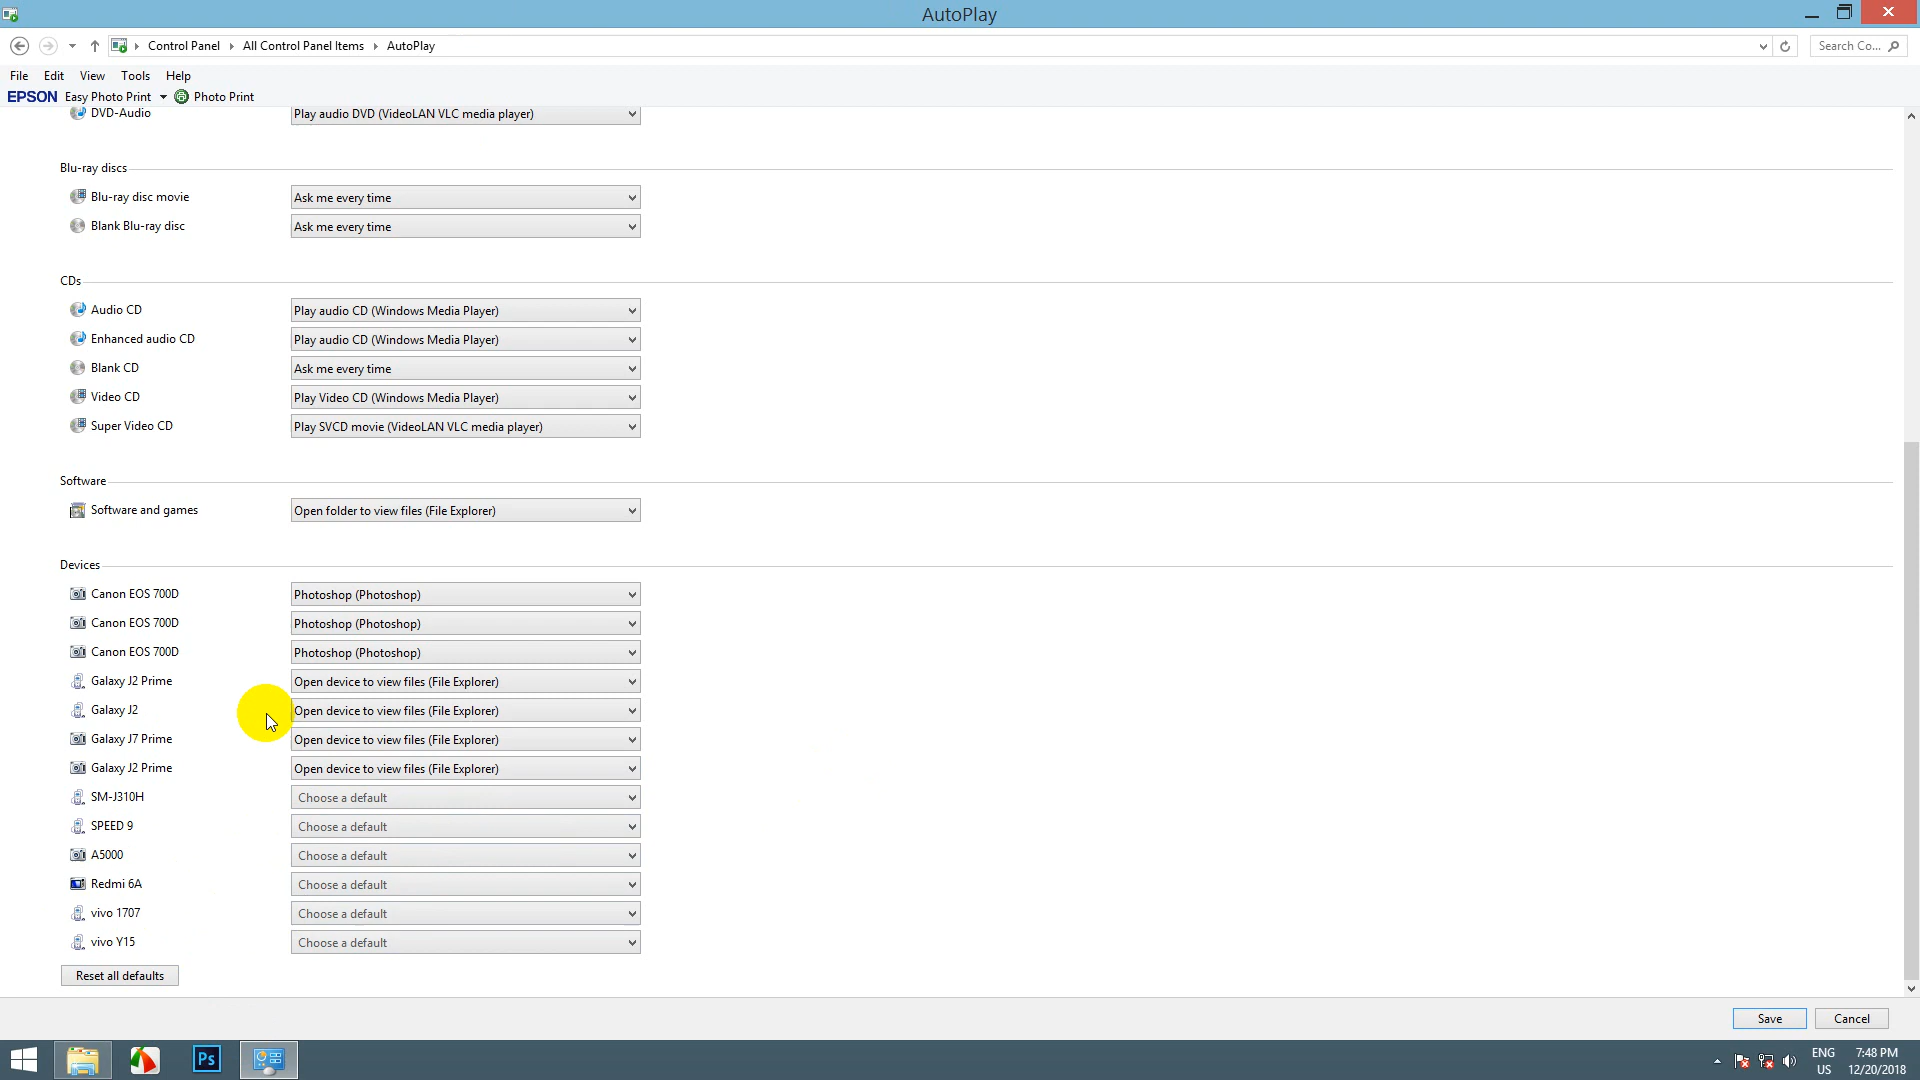 AutoPlay
Control Panel All Control Panel Items AutoPlay Search Co...
File Edit View Tools Help
EPSON Easy Photo Print Photo Print
DVD-Audio Play audio DVD (VideoLAN VLC media player)
Blu-ray discs
Blu-ray disc movie Ask me every time
Blank Blu-ray disc Ask me every time
CDs
Audio CD Play audio CD (Windows Media Player)
Enhanced audio CD Play audio CD (Windows Media Player)
Blank CD Ask me every time
Video CD Play Video CD (Windows Media Player)
Super Video CD Play SVCD movie (VideoLAN VLC media player)
Software
Software and games Open folder to view files (File Explorer)
Devices
Canon EOS 700D Photoshop (Photoshop)
Canon EOS 700D Photoshop (Photoshop)
Canon EOS 700D Photoshop (Photoshop)
Galaxy J2 Prime Open device to view files (File Explorer)
Galaxy J2 Open device to view files (File Explorer)
Galaxy J7 Prime Open device to view files (File Explorer)
Galaxy J2 Prime Open device to view files (File Explorer)
SM-J310H Choose a default
SPEED 9 Choose a default
A5000 Choose a default
Redmi 6A Choose a default
vivo 1707 Choose a default
vivo Y15 Choose a default
Reset all defaults
Save Cancel
Ps ENG 7:48 PM
US 12/20/2018